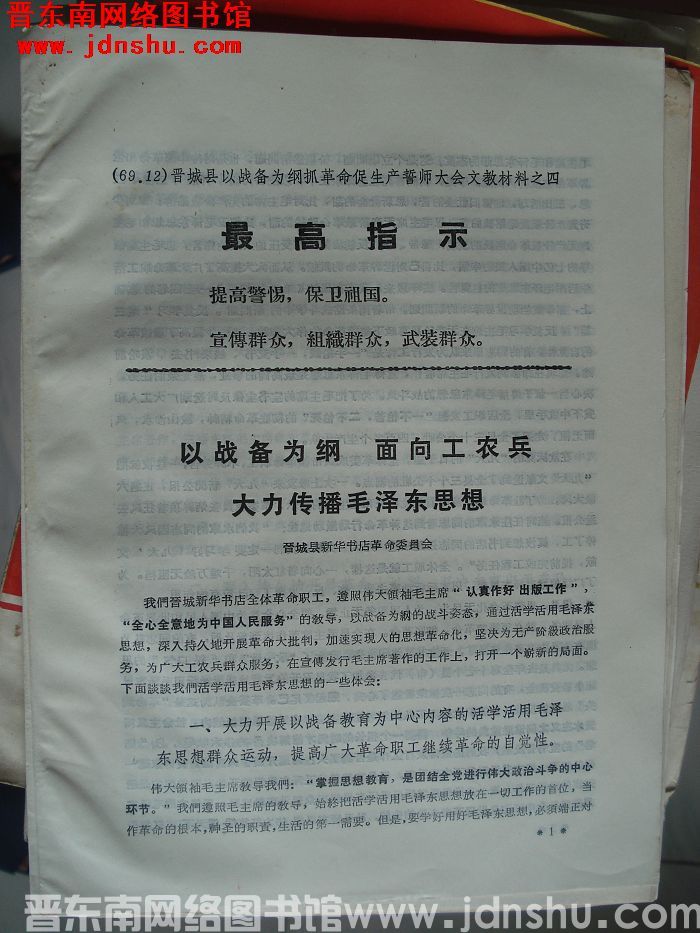 晋东南网络图书馆
www.jdnshu.com
(69.12)晋城县以战备为纲抓革命促生产誓师大会文教材料之四
最高指示
提高警惕，保卫祖国。
宣傳群众，組織群众，武装群众。
以战备为纲 面向工农兵
大力传播毛泽东思想
晋城县新华书店革命委員会
我們晋城新华书店全体革命职工，遵照伟大領袖毛主席“认真作好 出版工作”，
“全心全意地为中国人民服务”的敎导，以战备为綱的战斗姿态，通过活学活用毛泽东
思想，深入持久地开展革命大批判，加速实現人的思想革命化，坚决为无产阶級政治服
务，为广大工农兵群众服务，在宣傳发行毛主席著作的工作上，打开一个崭新的局面。
下面談談我們活学活用毛泽东思想的一些体会：
一、大力开展以战备教育为中心内容的活学活用毛泽
东思想群众运动，提高广大革命职工继续革命的自觉性。
伟大領袖毛主席敎导我們：“掌握思想教育，是团结全党进行伟大政治斗争的中心
环节。”我們遵照毛主席的敎导，始終把活学活用毛泽东思想放在一切工作的首位，当
作革命的根本，神圣的职責，生活的第一需要。但是，要学好用好毛泽东思想，必須端正对
*1*
晋东南网络图书馆 www.jdnshu.com